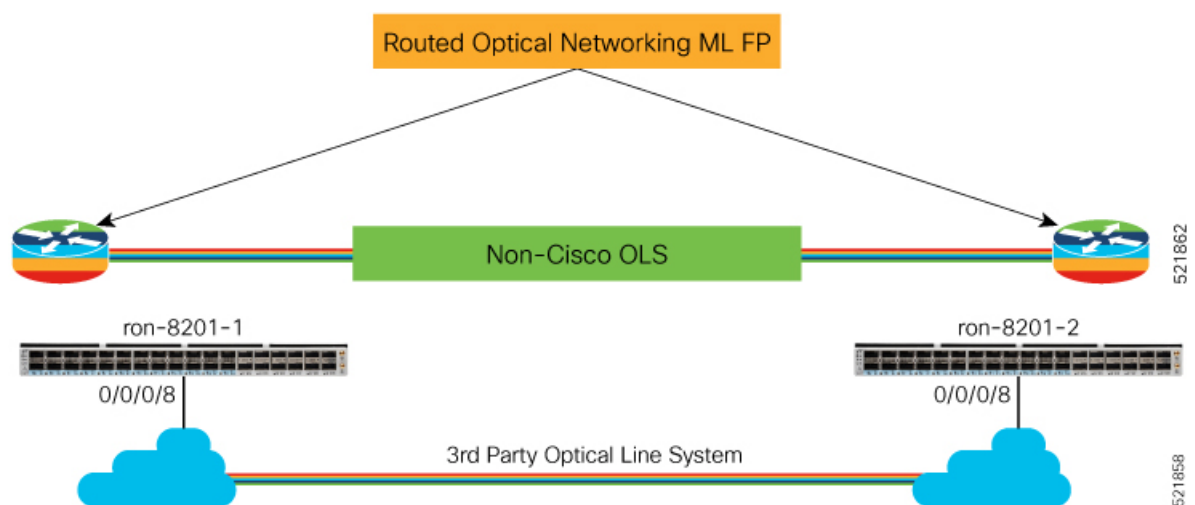 Routed Optical Networking ML FP
Non-Cisco OLS
521862
ron-8201-1
ron-8201-2
0/0/0/8
0/0/0/8
3rd Party Optical Line System
521858